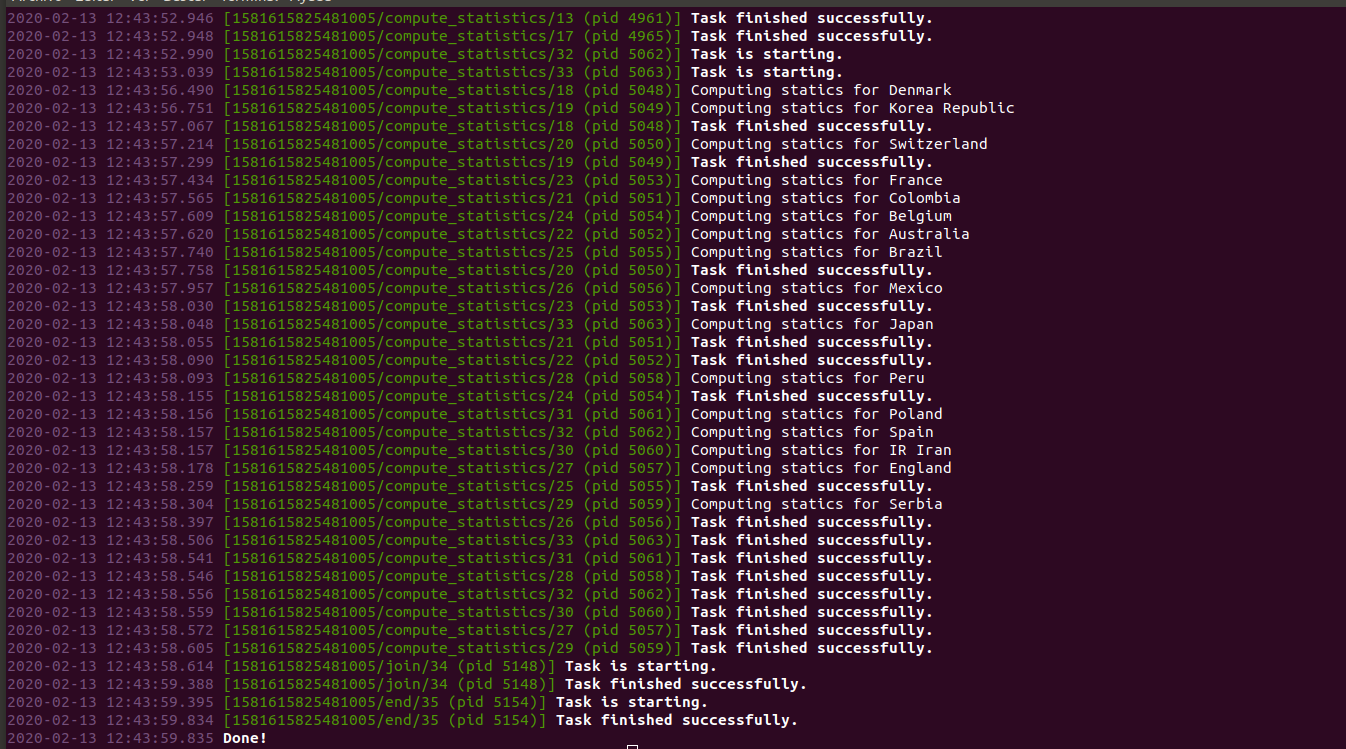 2020-02-13 12:43:52.946 [1581615825481005/compute_statistics/13 (pid 4961)] Task finished successfully.
2020-02-13 12:43:52.948 [1581615825481005/compute_statistics/17 (pid 4965)] Task finished successfully.
2020-02-13 12:43:52.990 [1581615825481005/compute_statistics/32 (pid 5062)] Task is starting.
2020-02-13 12:43:53.039 [1581615825481005/compute_statistics/33 (pid 5063)] Task is starting.
2020-02-13 12:43:56.490 [1581615825481005/compute_statistics/18 (pid 5048)] Computing statics for Denmark
2020-02-13 12:43:56.751 [1581615825481005/compute_statistics/19 (pid 5049)] Computing statics for Korea Republic
2020-02-13 12:43:57.067 [1581615825481005/compute_statistics/18 (pid 5048)] Task finished successfully.
2020-02-13 12:43:57.214 [1581615825481005/compute_statistics/20 (pid 5050)] Computing statics for Switzerland
2020-02-13 12:43:57.299 [1581615825481005/compute_statistics/19 (pid 5049)] Task finished successfully.
2020-02-13 12:43:57.434 [1581615825481005/compute_statistics/23 (pid 5053)] Computing statics for France
2020-02-13 12:43:57.565 [1581615825481005/compute_statistics/21 (pid 5051)] Computing statics for Colombia
2020-02-13 12:43:57.609 [1581615825481005/compute_statistics/24 (pid 5054)] Computing statics for Belgium
2020-02-13 12:43:57.620 [1581615825481005/compute_statistics/22 (pid 5052)] Computing statics for Australia
2020-02-13 12:43:57.740 [1581615825481005/compute_statistics/25 (pid 5055)] Computing statics for Brazil
2020-02-13 12:43:57.758 [1581615825481005/compute_statistics/20 (pid 5050)] Task finished successfully.
2020-02-13 12:43:57.957 [1581615825481005/compute_statistics/26 (pid 5056)] Computing statics for Mexico
2020-02-13 12:43:58.030 [1581615825481005/compute_statistics/23 (pid 5053)] Task finished successfully.
2020-02-13 12:43:58.048 [1581615825481005/compute_statistics/33 (pid 5063)] Computing statics for Japan
2020-02-13 12:43:58.055 [1581615825481005/compute_statistics/21 (pid 5051)] Task finished successfully.
2020-02-13 12:43:58.090 [1581615825481005/compute_statistics/22 (pid 5052)] Task finished successfully.
2020-02-13 12:43:58.093 [1581615825481005/compute_statistics/28 (pid 5058)] Computing statics for Peru
2020-02-13 12:43:58.155 [1581615825481005/compute_statistics/24 (pid 5054)] Task finished successfully.
2020-02-13 12:43:58.156 [1581615825481005/compute_statistics/31 (pid 5061)] Computing statics for Poland
2020-02-13 12:43:58.157 [1581615825481005/compute_statistics/32 (pid 5062)] Computing statics for Spain
2020-02-13 12:43:58.157 [1581615825481005/compute_statistics/30 (pid 5060)] Computing statics for IR Iran
2020-02-13 12:43:58.178 [1581615825481005/compute_statistics/27 (pid 5057)] Computing statics for England
2020-02-13 12:43:58.259 [1581615825481005/compute_statistics/25 (pid 5055)] Task finished successfully.
2020-02-13 12:43:58.304 [1581615825481005/compute_statistics/29 (pid 5059)] Computing statics for Serbia
2020-02-13 12:43:58.397 [1581615825481005/compute_statistics/26 (pid 5056)] Task finished successfully.
2020-02-13 12:43:58.506 [1581615825481005/compute_statistics/33 (pid 5063)] Task finished successfully.
2020-02-13 12:43:58.541 [1581615825481005/compute_statistics/31 (pid 5061)] Task finished successfully.
2020-02-13 12:43:58.546 [1581615825481005/compute_statistics/28 (pid 5058)] Task finished successfully.
2020-02-13 12:43:58.556 [1581615825481005/compute_statistics/32 (pid 5062)] Task finished successfully.
2020-02-13 12:43:58.559 [1581615825481005/compute_statistics/30 (pid 5060)] Task finished successfully.
2020-02-13 12:43:58.572 [1581615825481005/compute_statistics/27 (pid 5057)] Task finished successfully.
2020-02-13 12:43:58.605 [1581615825481005/compute_statistics/29 (pid 5059)] Task finished successfully.
2020-02-13 12:43:58.614 [1581615825481005/join/34 (pid 5148)] Task is starting.
2020-02-13 12:43:59.388 [1581615825481005/join/34 (pid 5148)] Task finished successfully.
2020-02-13 12:43:59.395 [1581615825481005/end/35 (pid 5154)] Task is starting.
2020-02-13 12:43:59.834 [1581615825481005/end/35 (pid 5154)] Task finished successfully.
2020-02-13 12:43:59.835 Done!